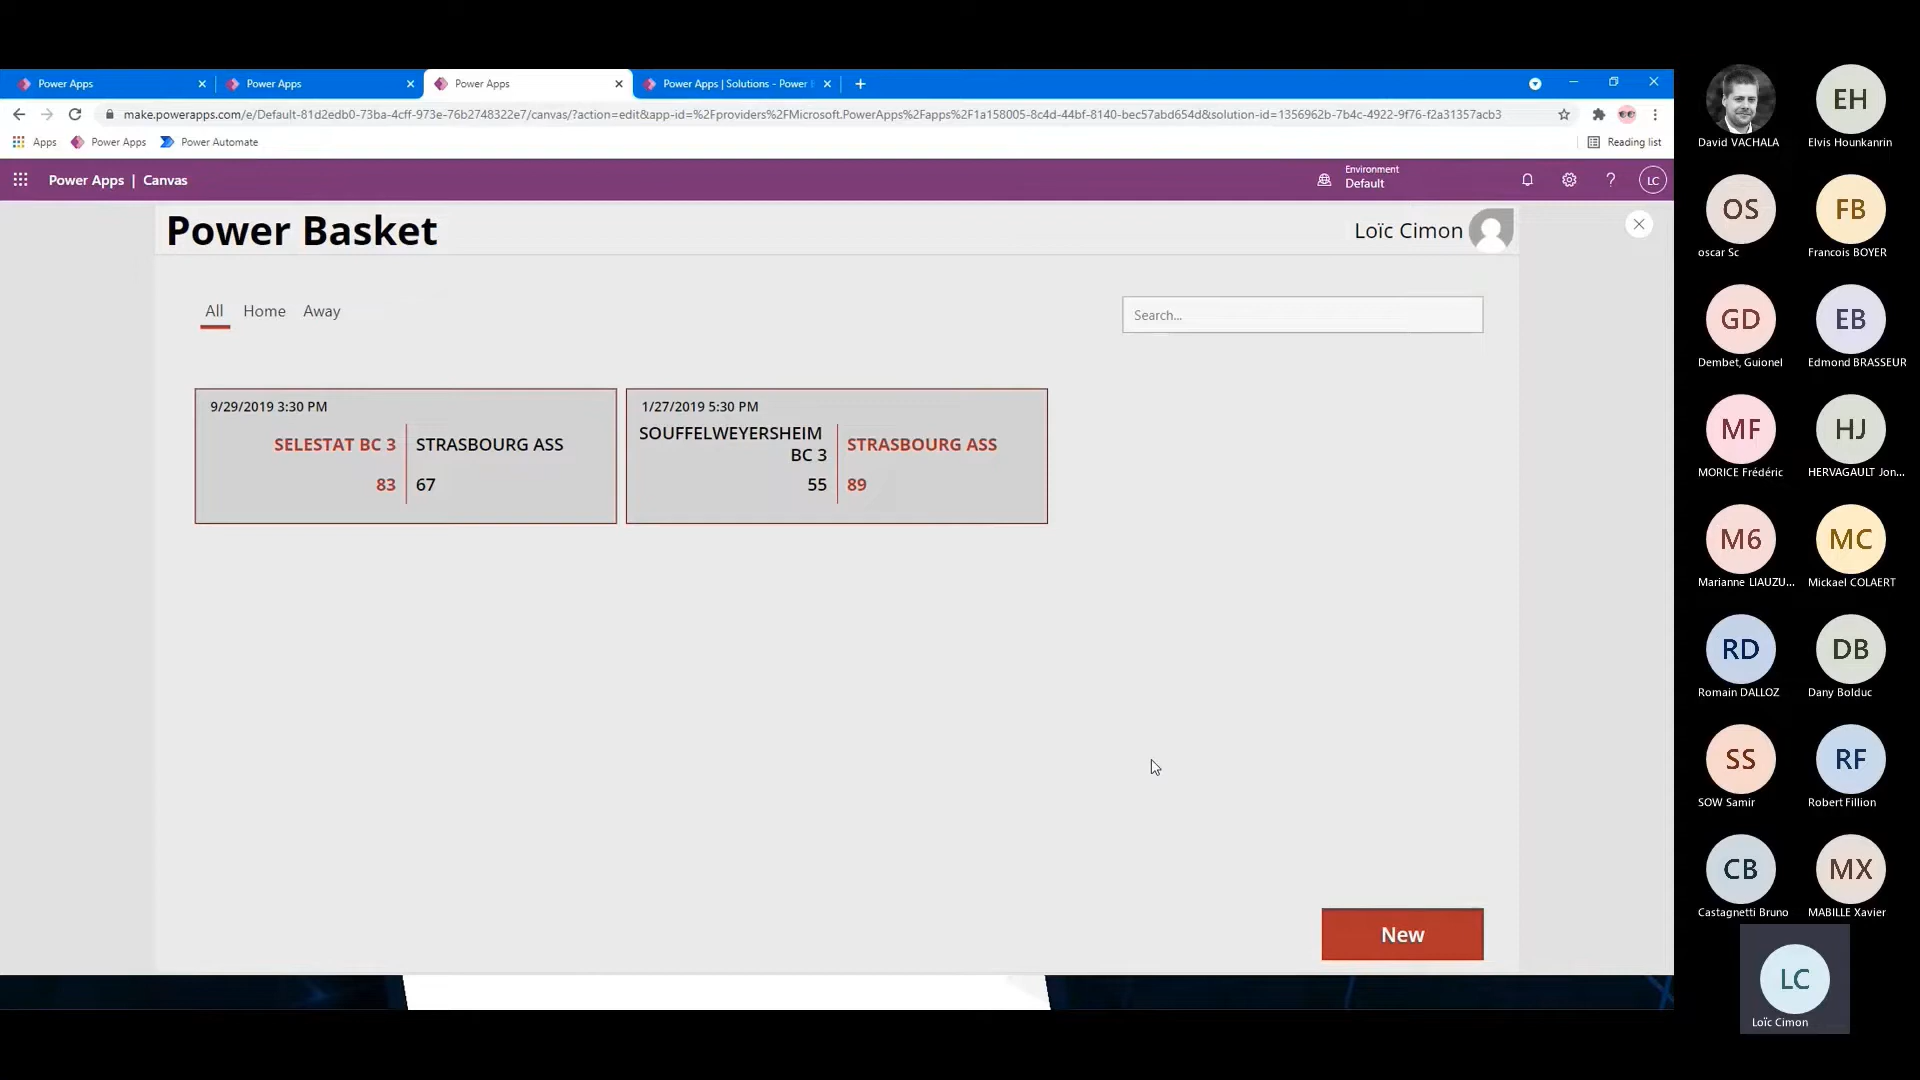 Power Apps
Power Apps
Power Apps
Power Apps | Solutions - Power
make.powerapps.com/e/Default-81d2edb0-73ba-4cff-973e-76b2748322e7/canvas/?action=edit&app-id=%2Fproviders%2FMicrosoft.PowerApps%2Fapps%2F1a158005-8c4d-44bf-8140-bec57abd654d&solution-id=1356962b-7b4c-4922-9f76-f2a31357acb3
Apps Power Apps Power Automate Reading list
Power Apps | Canvas
Environment
Default
? LC
Power Basket
Loïc Cimon
All Home Away
Search...
9/29/2019 3:30 PM
SELESTAT BC 3 STRASBOURG ASS
83 67
1/27/2019 5:30 PM
SOUFFELWEYERSHEIM
BC 3
STRASBOURG ASS
55 89
New
David VACHALA
EH
Elvis Hounkanrin
OS
oscar Sc
FB
Francois BOYER
GD
Dembet, Guionel
EB
Edmond BRASSEUR
MF
MORICE Frédéric
HJ
HERVAGAULT Jon...
M6
Marianne LIAUZU...
MC
Mickael COLAERT
RD
Romain DALLOZ
DB
Dany Bolduc
SS
SOW Samir
RF
Robert Fillion
CB
Castagnetti Bruno
MX
MABILLE Xavier
LC
Loïc Cimon